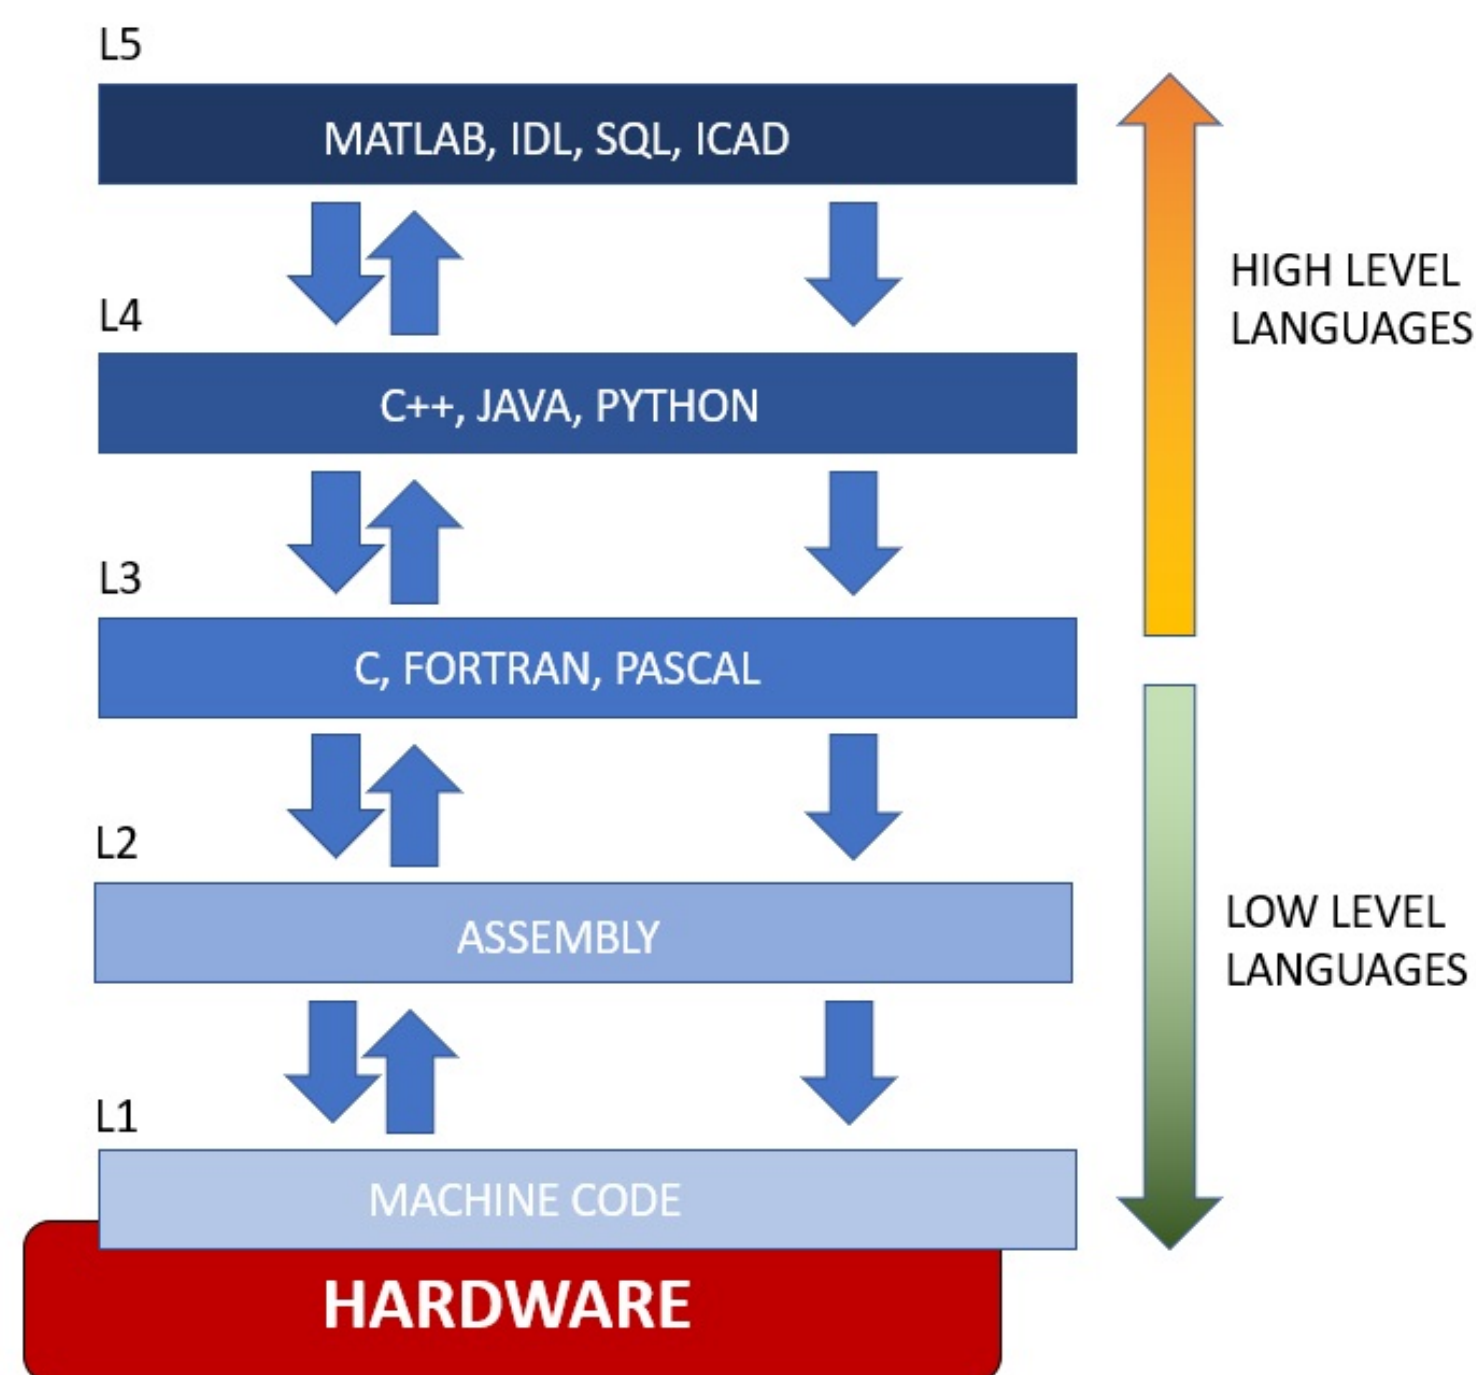 L5
MATLAB, IDL, SQL, ICAD
HIGH LEVEL
LANGUAGES
L4
C++, JAVA, PYTHON
L3
C, FORTRAN, PASCAL
L2
ASSEMBLY
LOW LEVEL
LANGUAGES
L1
MACHINE CODE
HARDWARE